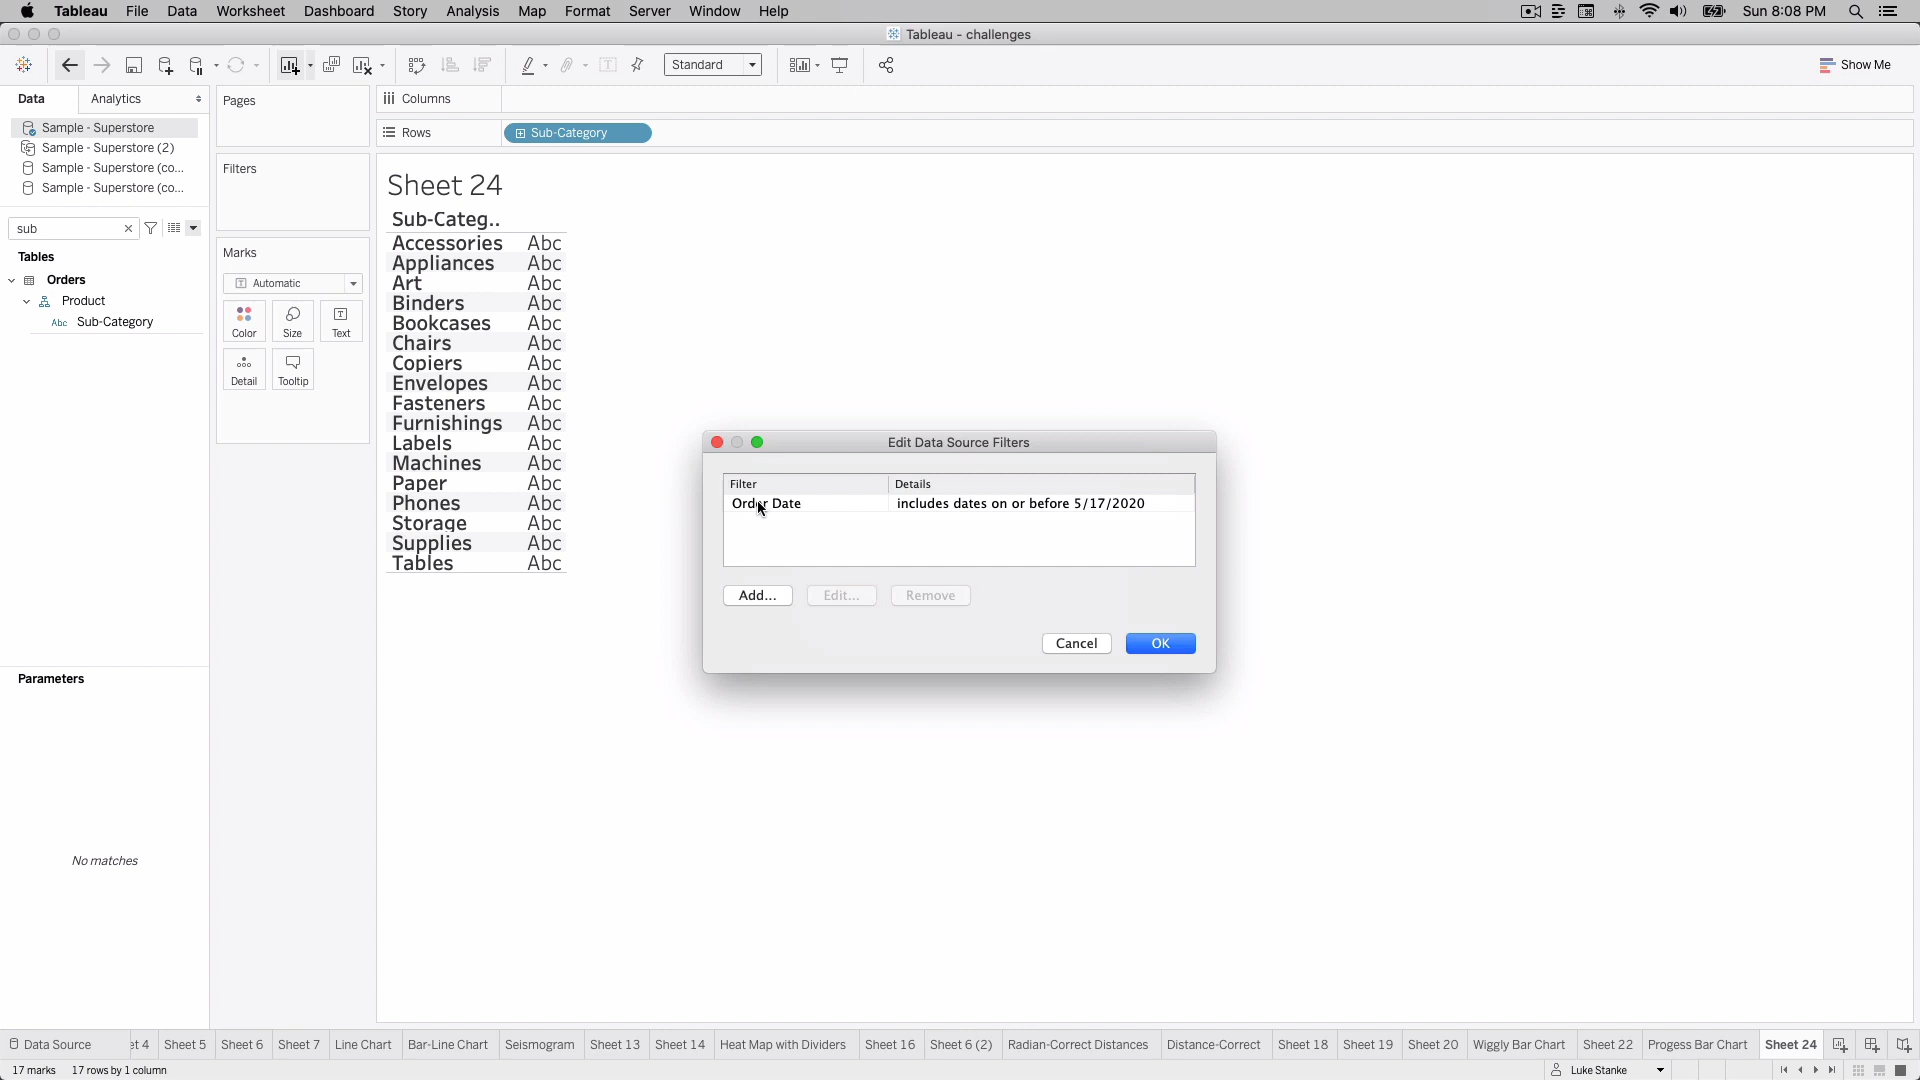 Tableau File Data Worksheet Dashboard Story Analysis Map Format Server Window Help Sun 8:08 PM
Tableau - challenges
Standard Show Me
Data Analytics
Sample - Superstore
Sample - Superstore (2)
Sample - Superstore (co...
Sample - Superstore (co...
sub
Tables
Orders
Product
Abc Sub-Category
Parameters
No matches
Pages
Filters
Marks
Automatic
Color Size Text
Detail Tooltip
Columns
Rows Sub-Category
Sheet 24
Sub-Categ..
Accessories Abc
Appliances Abc
Art Abc
Binders Abc
Bookcases Abc
Chairs Abc
Copiers Abc
Envelopes Abc
Fasteners Abc
Furnishings Abc
Labels Abc
Machines Abc
Paper Abc
Phones Abc
Storage Abc
Supplies Abc
Tables Abc
Edit Data Source Filters
Filter Details
Order Date includes dates on or before 5/17/2020
Add... Edit... Remove
Cancel OK
Data Source et 4 Sheet 5 Sheet 6 Sheet 7 Line Chart Bar-Line Chart Seismogram Sheet 13 Sheet 14 Heat Map with Dividers Sheet 16 Sheet 6 (2) Radian-Correct Distances Distance-Correct Sheet 18 Sheet 19 Sheet 20 Wiggly Bar Chart Sheet 22 Progess Bar Chart Sheet 24
17 marks 17 rows by 1 column Luke Stanke